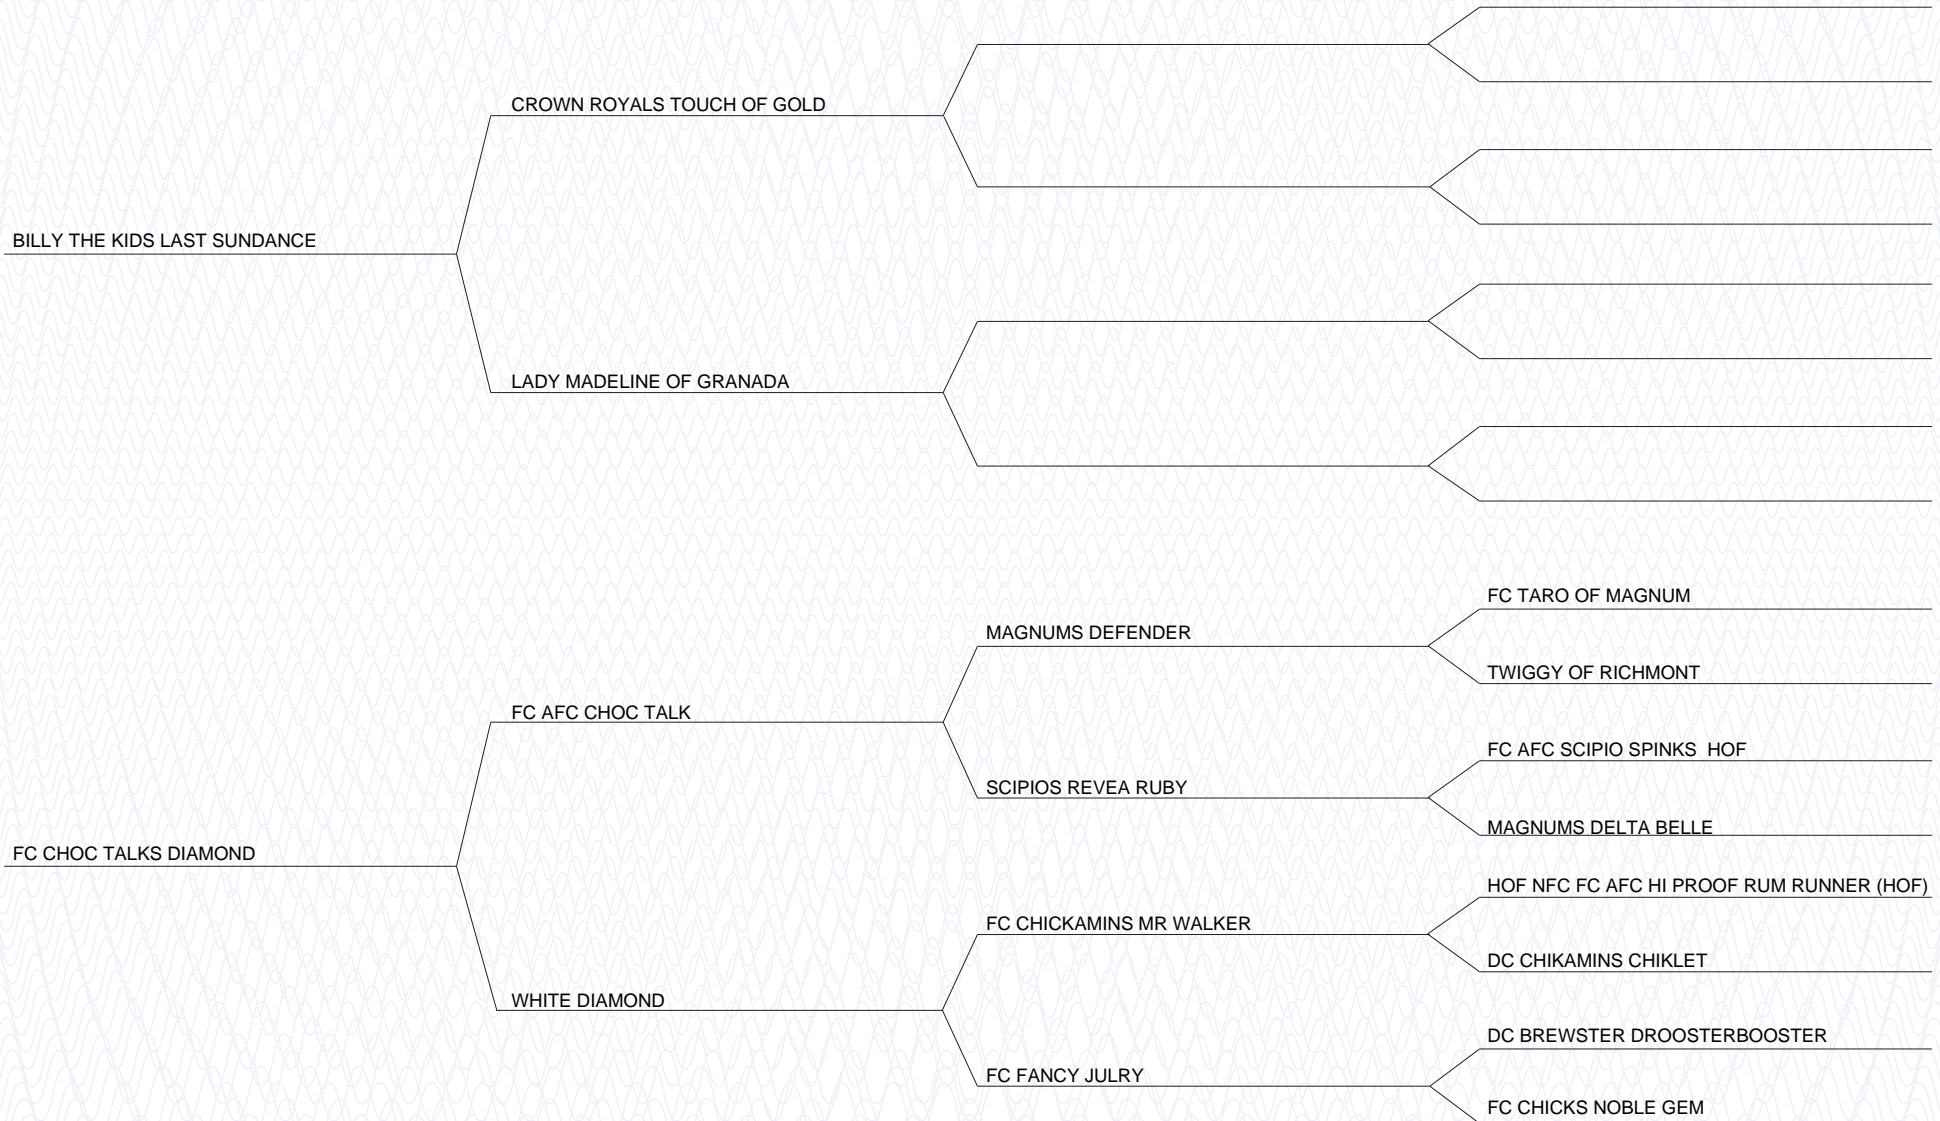 CROWN ROYALS TOUCH OF GOLD
BILLY THE KIDS LAST SUNDANCE
LADY MADELINE OF GRANADA
FC TARO OF MAGNUM
MAGNUMS DEFENDER
TWIGGY OF RICHMONT
FC AFC CHOC TALK
FC AFC SCIPIO SPINKS  HOF
SCIPIOS REVEA RUBY
MAGNUMS DELTA BELLE
FC CHOC TALKS DIAMOND
HOF NFC FC AFC HI PROOF RUM RUNNER (HOF)
FC CHICKAMINS MR WALKER
DC CHIKAMINS CHIKLET
WHITE DIAMOND
DC BREWSTER DROOSTERBOOSTER
FC FANCY JULRY
FC CHICKS NOBLE GEM